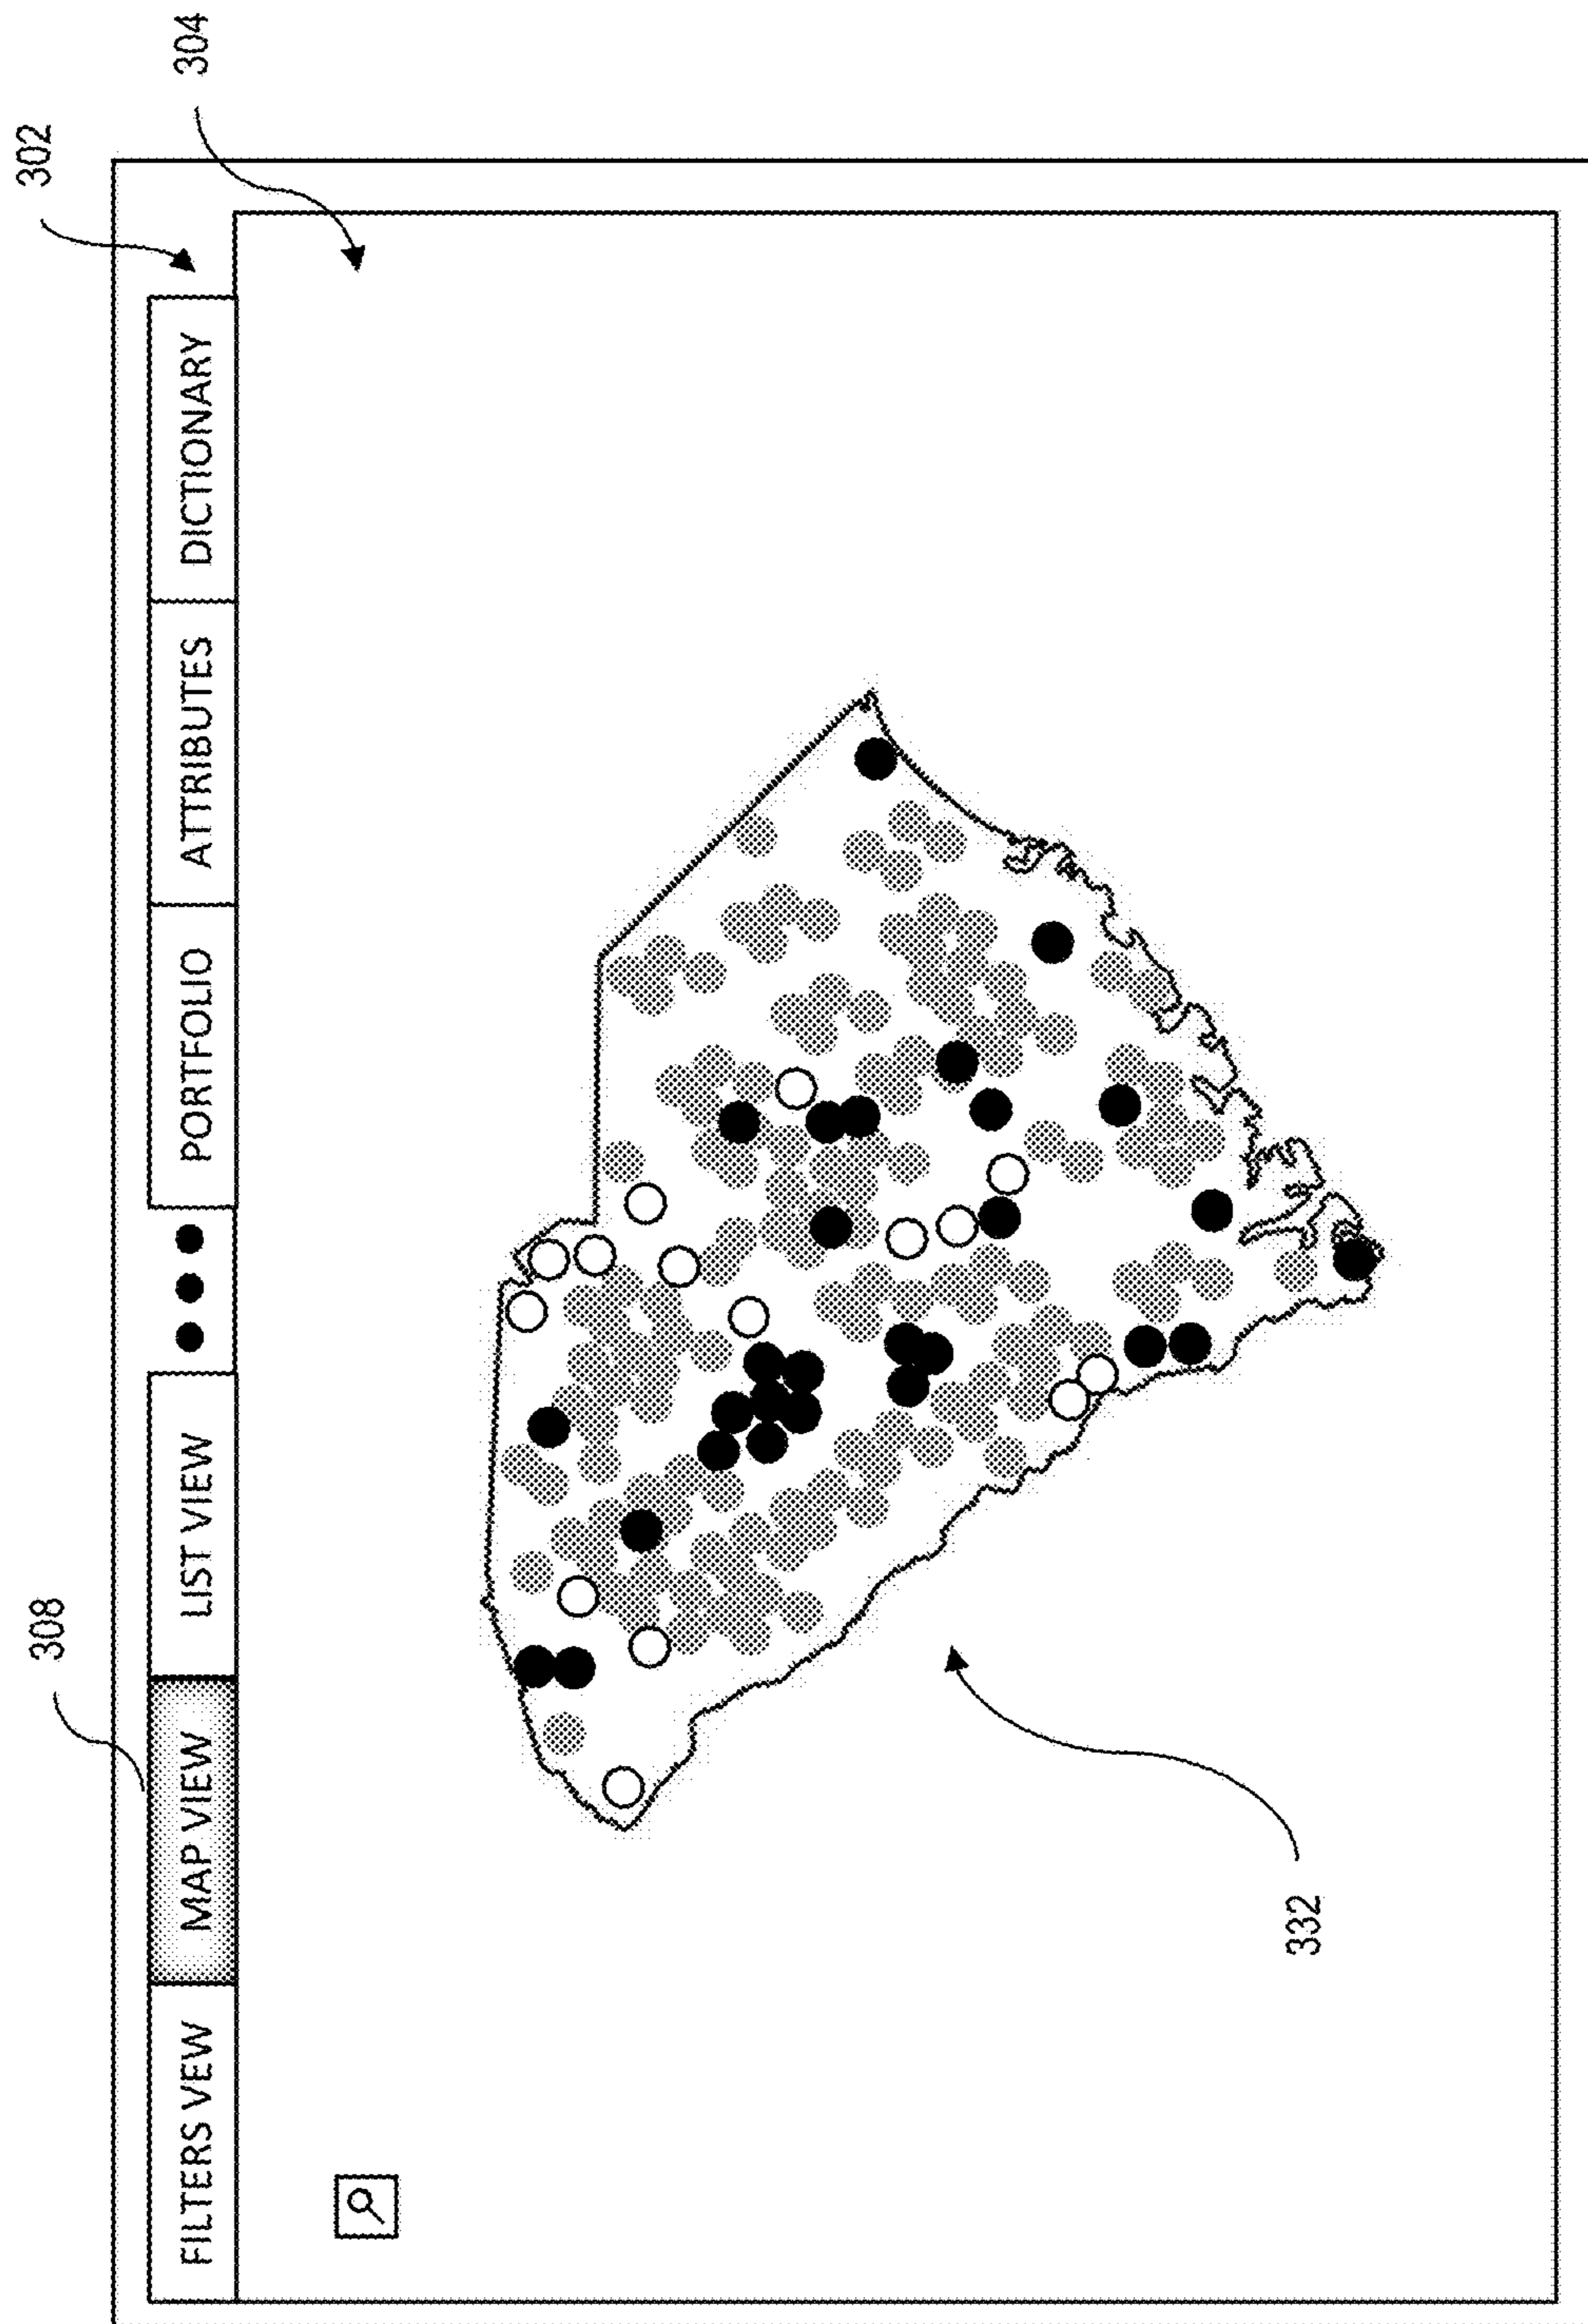 302
304
308
FILTERS VEW
MAP VIEW
LIST VIEW
PORTFOLIO
ATTRIBUTES
DICTIONARY
332